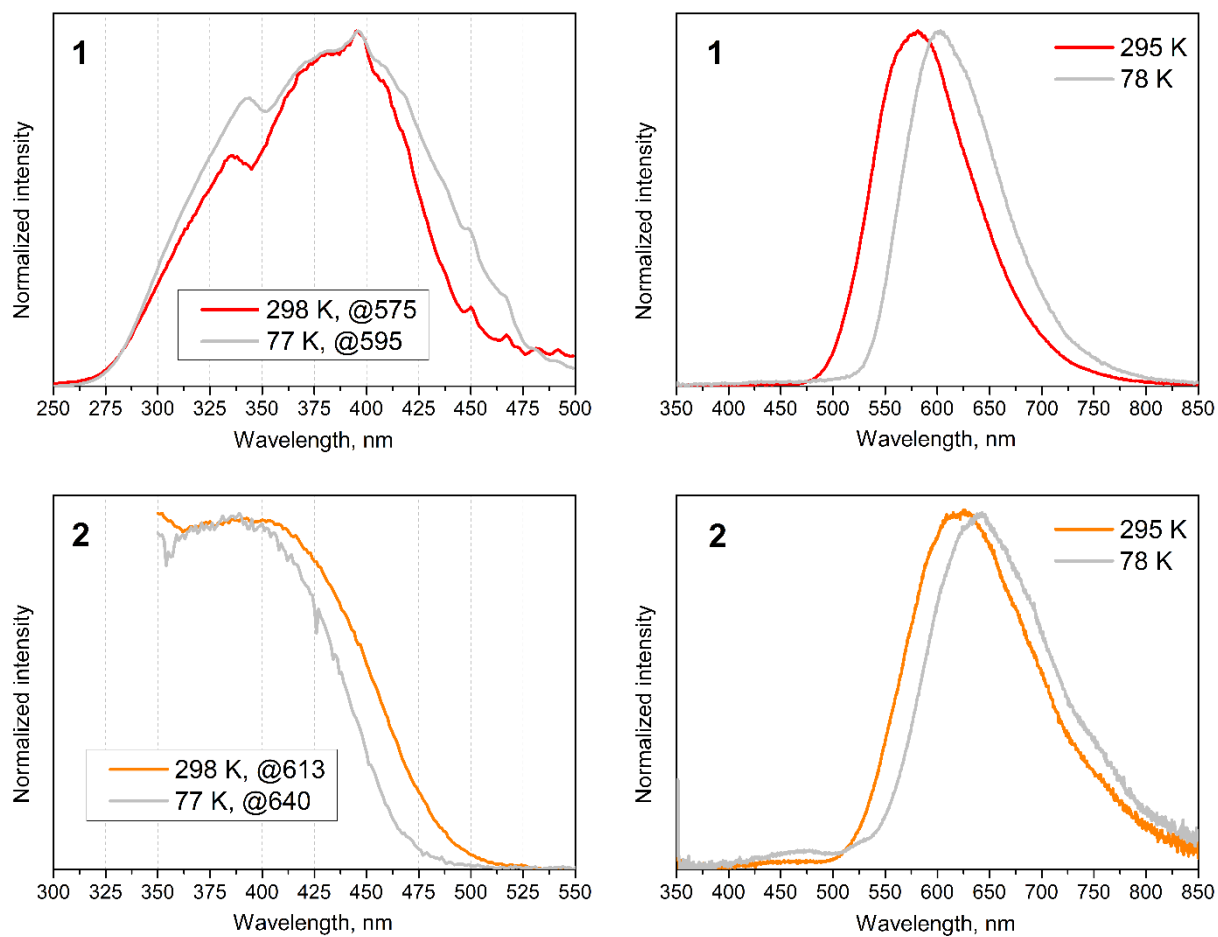 1
Normalized intensity
298 K, @575
77 K, @595
250 275 300 325 350 375 400 425 450 475 500
Wavelength, nm
1
295 K
78 K
Normalized intensity
350 400 450 500 550 600 650 700 750 800 850
Wavelength, nm
2
Normalized intensity
298 K, @613
77 K, @640
300 325 350 375 400 425 450 475 500 525 550
Wavelength, nm
2
295 K
78 K
Normalized intensity
350 400 450 500 550 600 650 700 750 800 850
Wavelength, nm